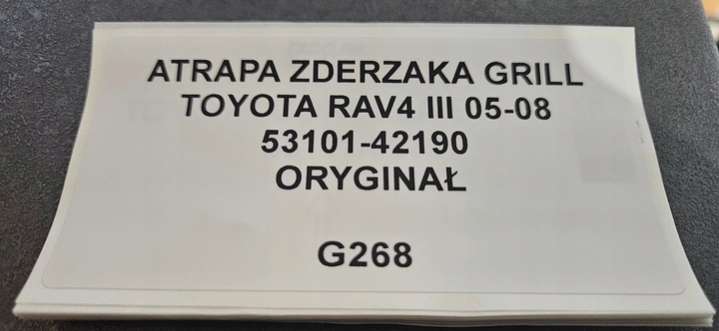 ATRAPA ZDERZAKA GRILL
TOYOTA RAV4 III 05-08
53101-42190
ORYGINAŁ
G268